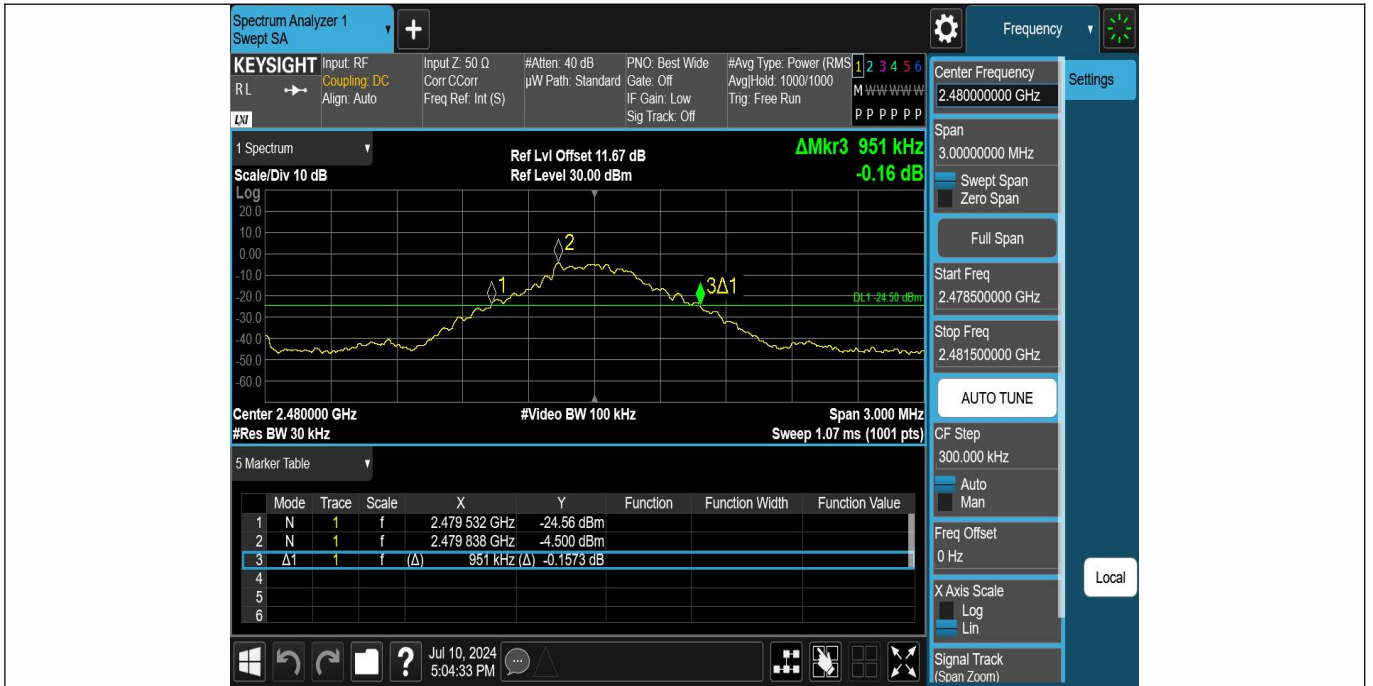 Spectrum Analyzer 1
Swept SA
+
Frequency
KEYSIGHT
RL
LXI
Input: RF
Coupling: DC
Align: Auto
Input Z: 50 Ω
Corr CCorr
Freq Ref: Int (S)
#Atten: 40 dB
µW Path: Standard
PNO: Best Wide
Gate: Off
IF Gain: Low
Sig Track: Off
#Avg Type: Power (RMS
Avg|Hold: 1000/1000
Trig: Free Run
1 2 3 4 5 6
M W W W W W
P P P P P P
Center Frequency
2.480000000 GHz
Settings
1 Spectrum
Scale/Div 10 dB
Ref Lvl Offset 11.67 dB
Ref Level 30.00 dBm
ΔMkr3 951 kHz
-0.16 dB
Log
20.0
10.0
0.00
-10.0
-20.0
-30.0
-40.0
-50.0
-60.0
1
2
3Δ1
DL1 -24.50 dBm
Center 2.480000 GHz
#Video BW 100 kHz
Span 3.000 MHz
#Res BW 30 kHz
Sweep 1.07 ms (1001 pts)
Span
3.00000000 MHz
Swept Span
Zero Span
Full Span
Start Freq
2.478500000 GHz
Stop Freq
2.481500000 GHz
AUTO TUNE
CF Step
300.000 kHz
Auto
Man
Freq Offset
0 Hz
X Axis Scale
Log
Lin
Signal Track
(Span Zoom)
Local
5 Marker Table
Mode Trace Scale X Y Function Function Width Function Value
1 N 1 f 2.479 532 GHz -24.56 dBm
2 N 1 f 2.479 838 GHz -4.500 dBm
3 Δ1 1 f (Δ) 951 kHz (Δ) -0.1573 dB
4
5
6
?
Jul 10, 2024
5:04:33 PM